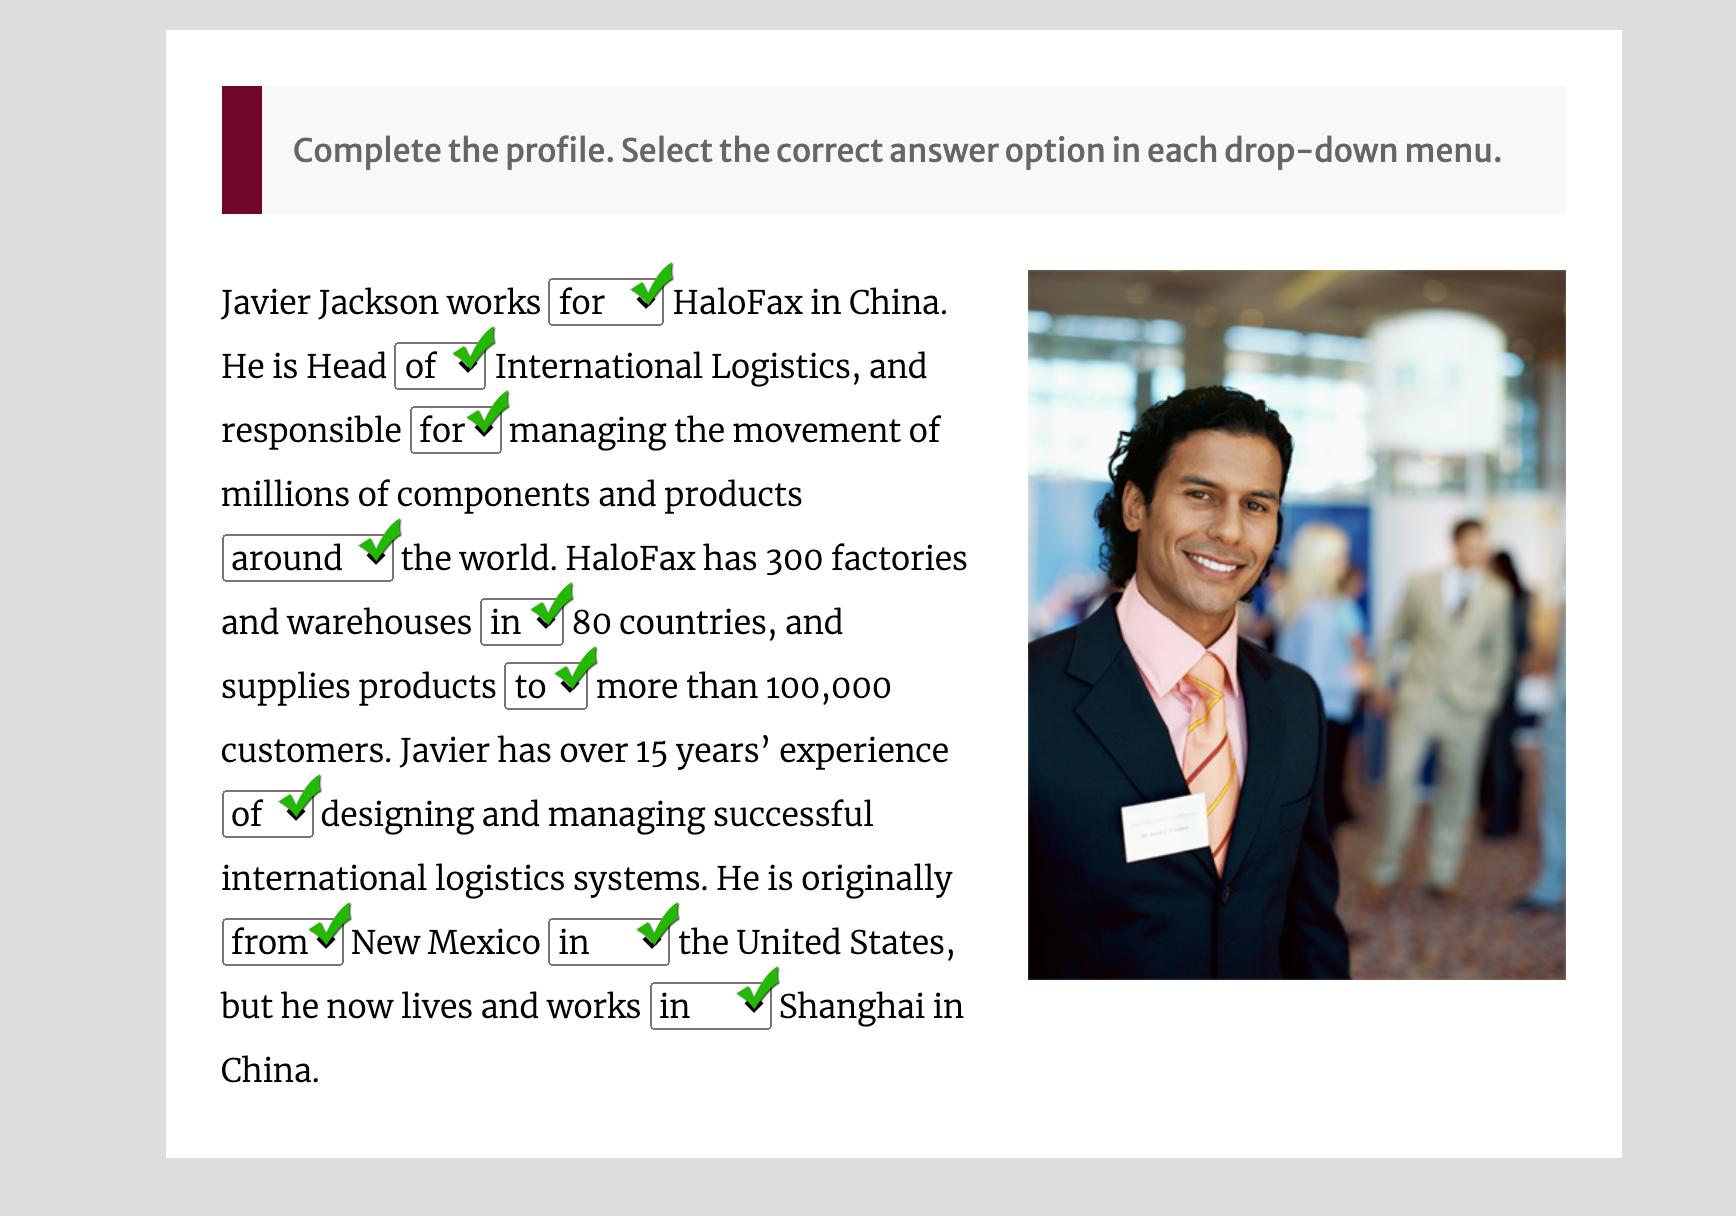 Complete the profile. Select the correct answer option in each drop-down menu.
Javier Jackson works for HaloFax in China.
He is Head of International Logistics, and
responsible for managing the movement of
millions of components and products
around the world. HaloFax has 300 factories
and warehouses in 80 countries, and
supplies products to more than 100,000
customers. Javier has over 15 years’ experience
of designing and managing successful
international logistics systems. He is originally
from New Mexico in the United States,
but he now lives and works in Shanghai in
China.